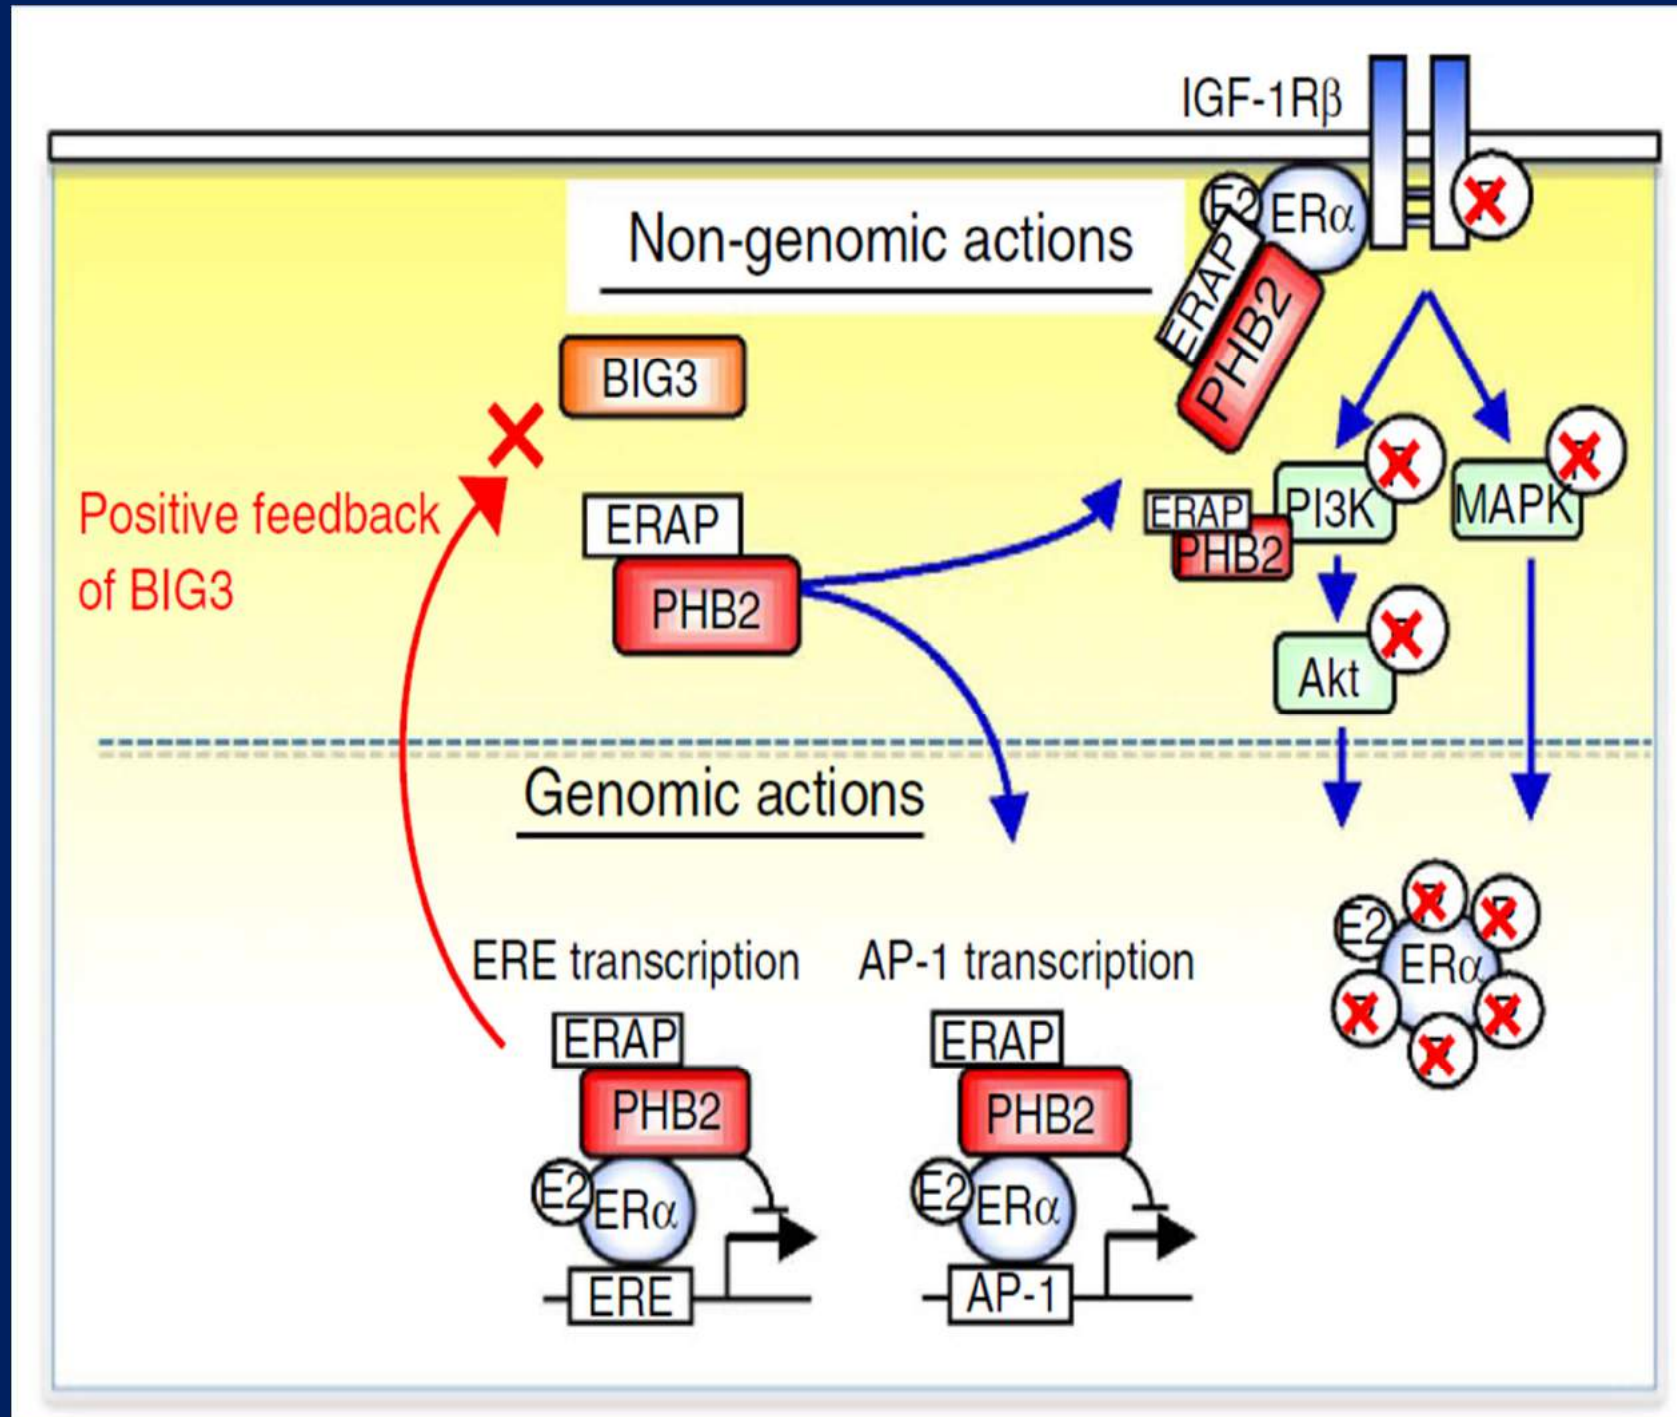 IGF-1Rβ
Non-genomic actions
E2
ERα
ERAP
PHB2
BIG3
Positive feedback
of BIG3
ERAP
PHB2
ERAP
PHB2
PI3K
MAPK
Akt
Genomic actions
ERE transcription
AP-1 transcription
E2
ERα
ERAP
PHB2
E2
ERα
ERE
ERAP
PHB2
E2
ERα
AP-1